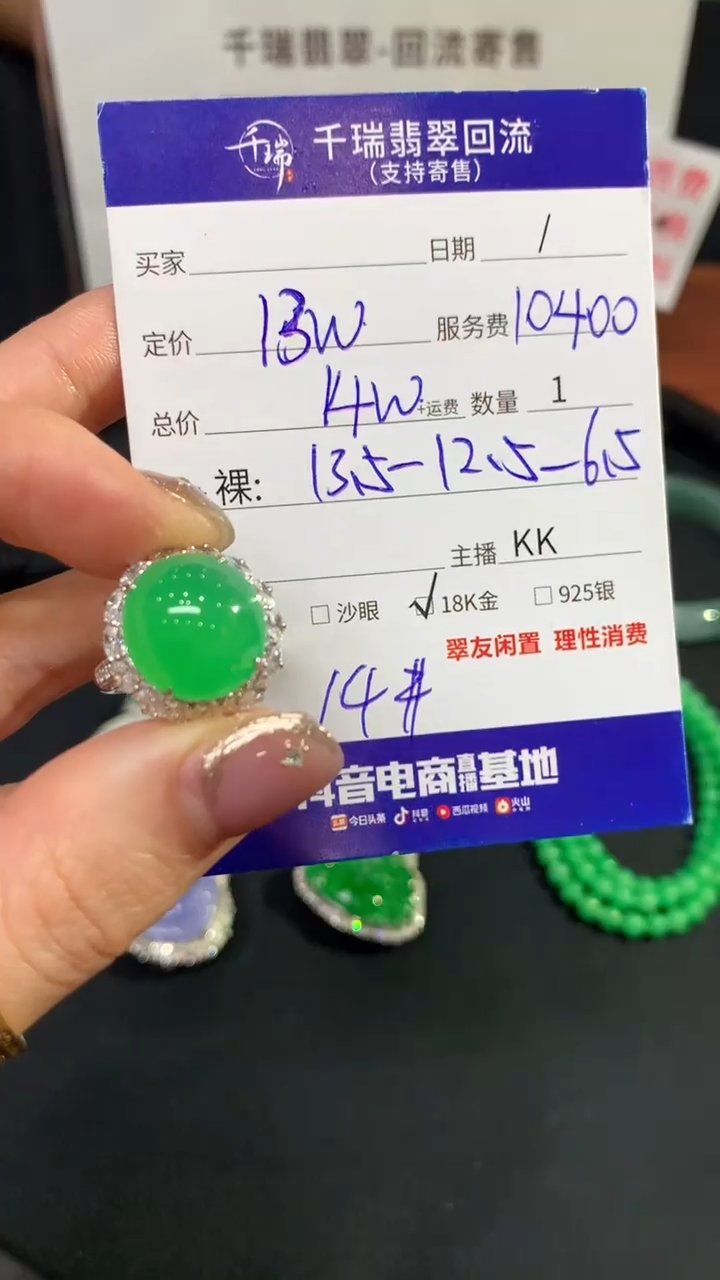 千瑞翡翠-回流寄售
千瑞 千瑞翡翠回流
(支持寄售)
买家 日期 /
定价 13W 服务费 10400
总价 14W +运费 数量 1
裸: 13.5-12.5-6.5
主播 KK
沙眼 18K金 925银
翠友闲置 理性消费
14#
抖音电商直播基地
今日头条 抖音 西瓜视频 火山